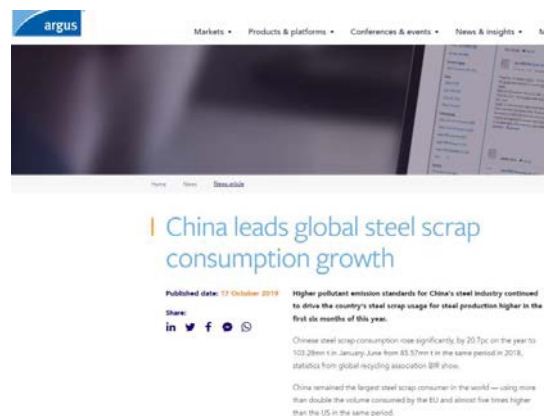 argus
Markets • Products & platforms • Conferences & events • News & insights •
Home News News article
China leads global steel scrap
consumption growth
Published date: 17 October 2019
Share:
Higher pollutant emission standards for China's steel industry continued
to drive the country's steel scrap usage for steel production higher in the
first six months of this year.
Chinese steel scrap consumption rose significantly, by 20.7pc on the year to
103.28mn t in January-June from 85.57mn t in the same period in 2018,
statistics from global recycling association BIR show.
China remained the largest steel scrap consumer in the world — using more
than double the volume consumed by the EU and almost five times higher
than the US in the same period.